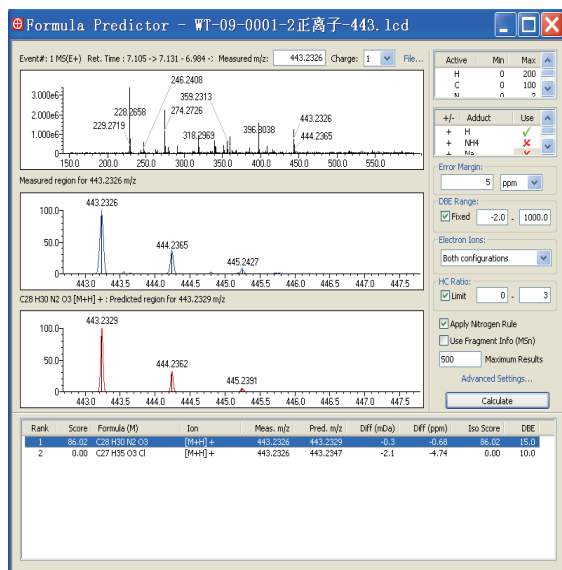 Formula Predictor - WT-09-0001-2正离子-443.lcd
Event#: 1 MS(E+) Ret. Time : 7.105 -> 7.131 - 6.984 -; Measured m/z: 443.2326 Charge: 1 File...
246.2408
359.2313
3.000e6
228.2658
274.2726
2.000e6
229.2719
443.2326
318.2969
396.3038
1.000e6
444.2365
0
150.0 200.0 250.0 300.0 350.0 400.0 450.0 500.0 550.0
Measured region for 443.2326 m/z
443.2326
100.0
444.2365
50.0
445.2427
0.0
443.0 443.5 444.0 444.5 445.0 445.5 446.0 446.5 447.0 447.5
C28 H30 N2 O3 [M+H] + : Predicted region for 443.2329 m/z
443.2329
100.0
50.0
444.2362
445.2391
0.0
443.0 443.5 444.0 444.5 445.0 445.5 446.0 446.5 447.0 447.5
Active Min Max
H 0 200
C 0 100
+/- Adduct Use
+ H
+ NH4
Error Margin:
5 ppm
DBE Range:
Fixed -2.0 - 1000.0
Electron Ions:
Both configurations
HC Ratio:
Limit 0 - 3
Apply Nitrogen Rule
Use Fragment Info (MSn)
500 Maximum Results
Advanced Settings...
Calculate
Rank Score Formula (M) Ion Meas. m/z Pred. m/z Diff (mDa) Diff (ppm) Iso Score DBE
1 86.02 C28 H30 N2 O3 [M+H] + 443.2326 443.2329 -0.3 -0.68 86.02 15.0
2 0.00 C27 H35 O3 Cl [M+H] + 443.2326 443.2347 -2.1 -4.74 0.00 10.0